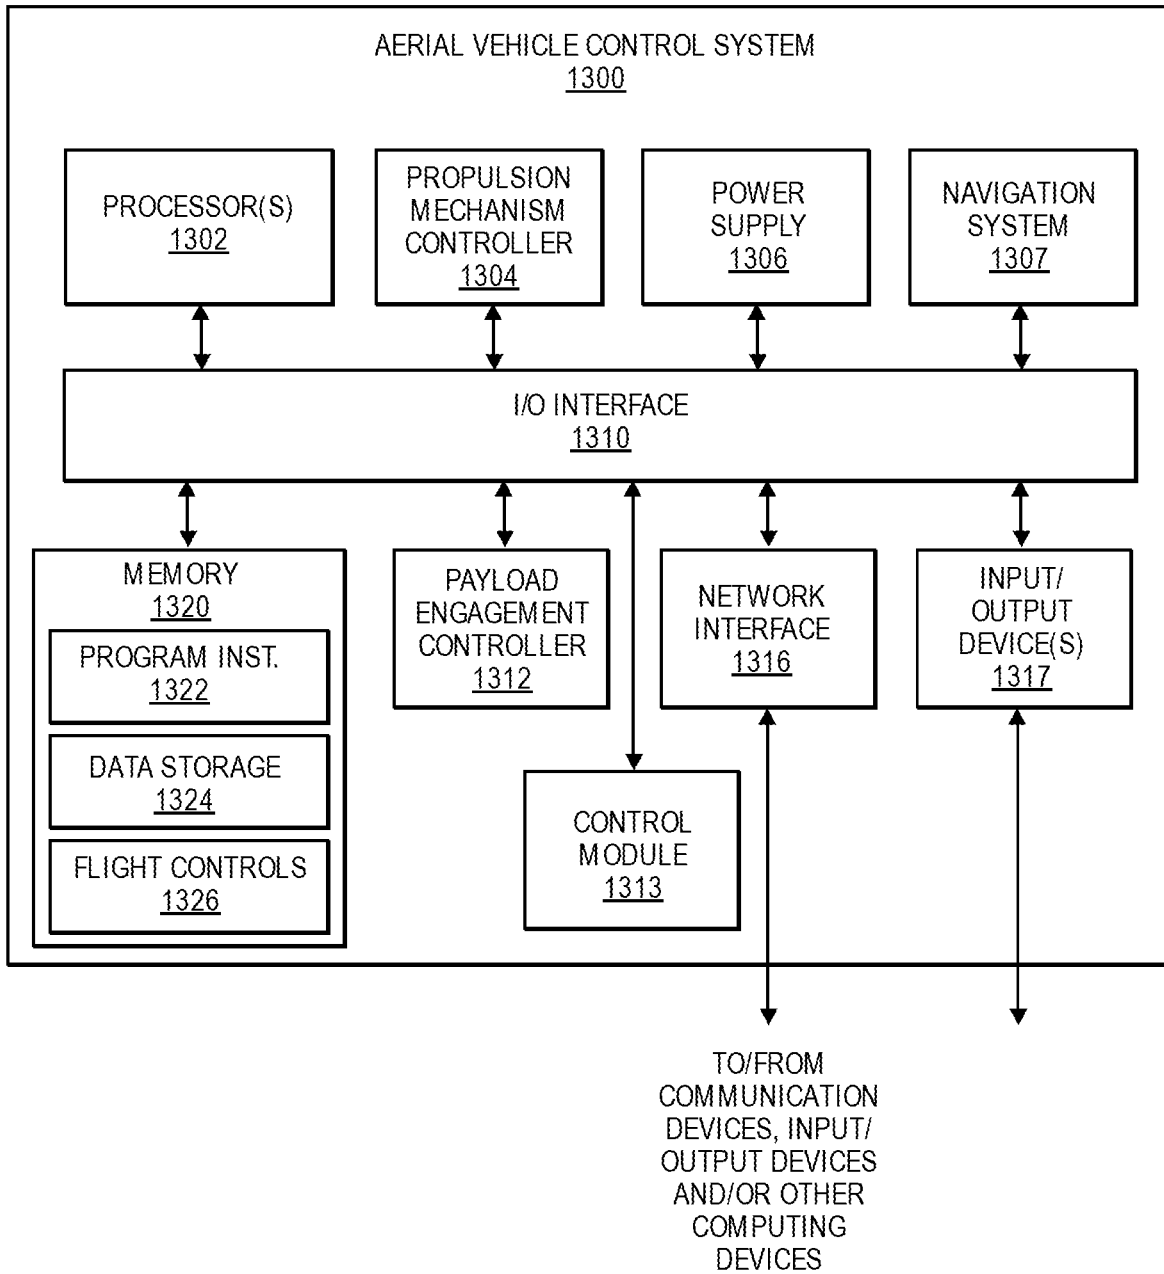 AERIAL VEHICLE CONTROL SYSTEM
1300
PROCESSOR(S)
1302
PROPULSION
MECHANISM
CONTROLLER
1304
POWER
SUPPLY
1306
NAVIGATION
SYSTEM
1307
I/O INTERFACE
1310
MEMORY
1320
PROGRAM INST.
1322
DATA STORAGE
1324
FLIGHT CONTROLS
1326
PAYLOAD
ENGAGEMENT
CONTROLLER
1312
CONTROL
MODULE
1313
NETWORK
INTERFACE
1316
INPUT/
OUTPUT
DEVICE(S)
1317
TO/FROM
COMMUNICATION
DEVICES, INPUT/
OUTPUT DEVICES
AND/OR OTHER
COMPUTING
DEVICES